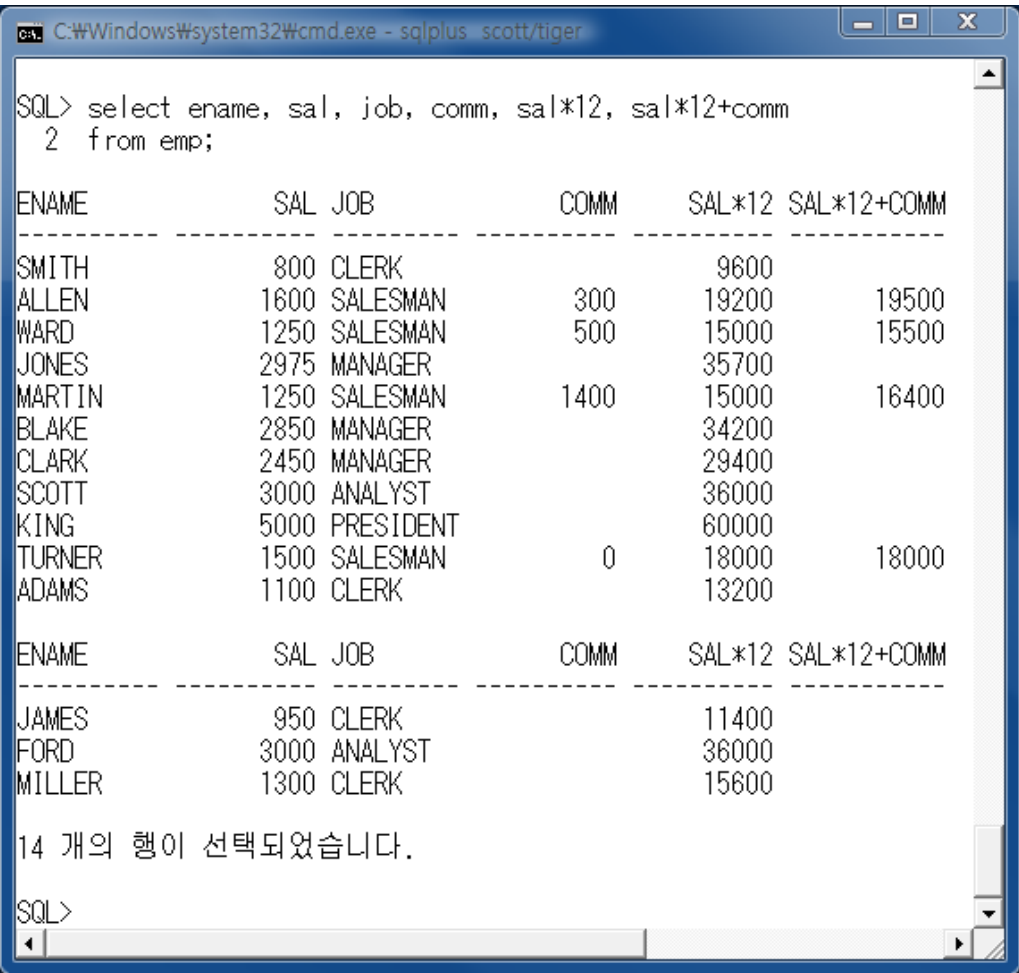 C:₩Windows₩system32₩cmd.exe - sqlplus  scott/tiger
SQL> select ename, sal, job, comm, sal*12, sal*12+comm
  2  from emp;
ENAME             SAL JOB             COMM     SAL*12 SAL*12+COMM
---------- ---------- --------- ---------- ---------- -----------
SMITH             800 CLERK                      9600
ALLEN            1600 SALESMAN         300      19200       19500
WARD             1250 SALESMAN         500      15000       15500
JONES            2975 MANAGER                   35700
MARTIN           1250 SALESMAN        1400      15000       16400
BLAKE            2850 MANAGER                   34200
CLARK            2450 MANAGER                   29400
SCOTT            3000 ANALYST                   36000
KING             5000 PRESIDENT                 60000
TURNER           1500 SALESMAN           0      18000       18000
ADAMS            1100 CLERK                     13200
ENAME             SAL JOB             COMM     SAL*12 SAL*12+COMM
---------- ---------- --------- ---------- ---------- -----------
JAMES             950 CLERK                     11400
FORD             3000 ANALYST                   36000
MILLER           1300 CLERK                     15600
14 개의 행이 선택되었습니다.
SQL>